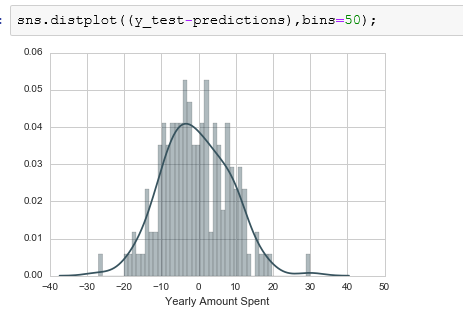 sns.distplot((y_test-predictions),bins=50);
0.06
0.05
0.04
0.03
0.02
0.01
0.00
−40 −30 −20 −10 0 10 20 30 40 50
Yearly Amount Spent